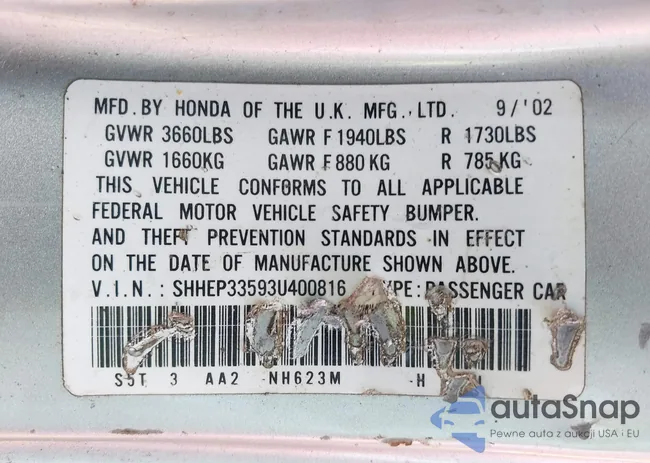 MFD. BY HONDA OF THE U.K. MFG., LTD. 9/'02
GVWR 3660LBS GAWR F 1940LBS R 1730LBS
GVWR 1660KG GAWR F 880 KG R 785 KG
THIS VEHICLE CONFORMS TO ALL APPLICABLE
FEDERAL MOTOR VEHICLE SAFETY BUMPER.
AND THEFT PREVENTION STANDARDS IN EFFECT
ON THE DATE OF MANUFACTURE SHOWN ABOVE.
V.I.N.: SHHEP33593U400816 TYPE: PASSENGER CAR
S5T 3 AA2 NH623M -H
autaSnap
Pewne auta z aukcji USA i EU